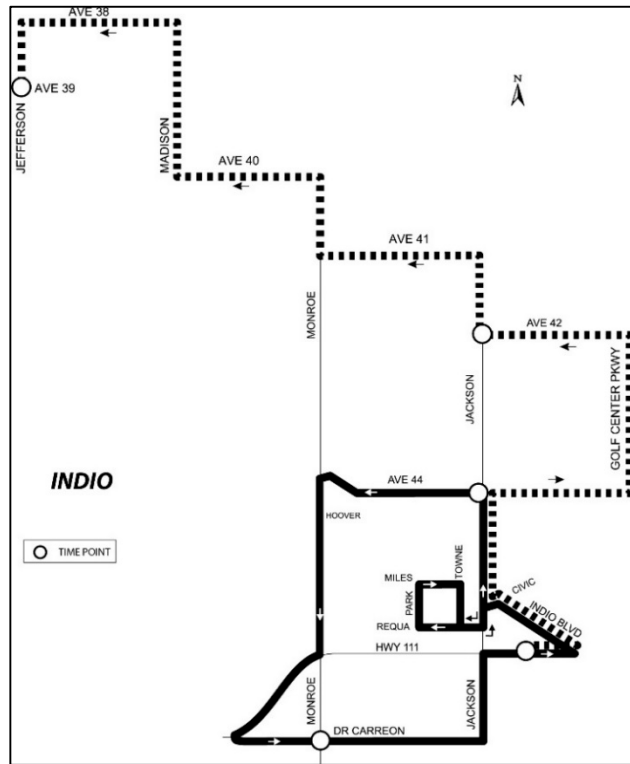 AVE 38
N
AVE 39
JEFFERSON
MADISON
AVE 40
AVE 41
MONROE
AVE 42
GOLF CENTER PKWY
JACKSON
INDIO
AVE 44
HOOVER
TIME POINT
MILES
TOWNE
CIVIC
PARK
INDIO BLVD
REQUA
HWY 111
MONROE
JACKSON
DR CARREON